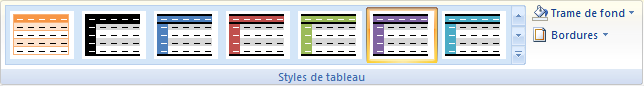 Trame de fond
Bordures
Styles de tableau